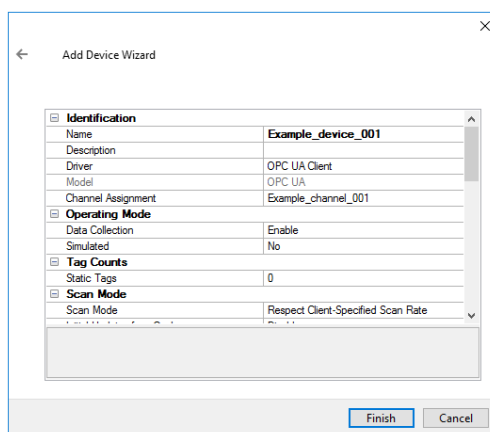 Add Device Wizard
Identification
Name Example_device_001
Description
Driver OPC UA Client
Model OPC UA
Channel Assignment Example_channel_001
Operating Mode
Data Collection Enable
Simulated No
Tag Counts
Static Tags 0
Scan Mode
Scan Mode Respect Client-Specified Scan Rate
Finish Cancel